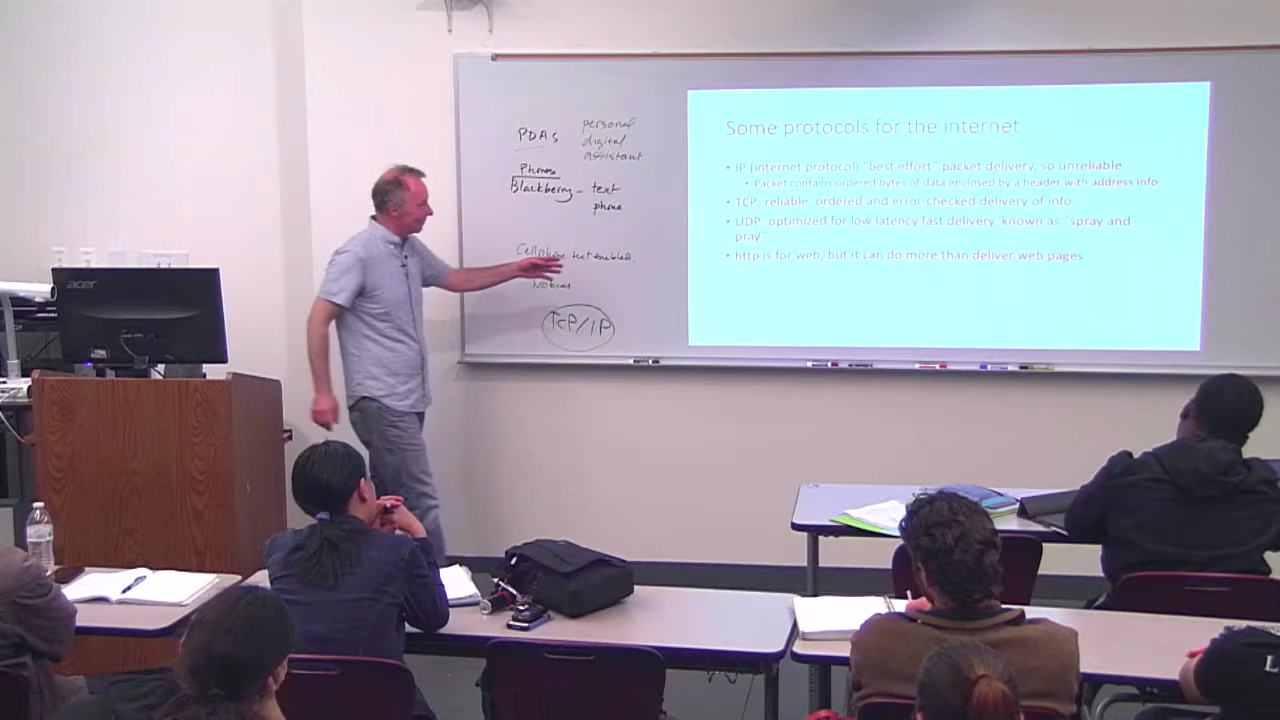 acer
PDAs
personal
digital
assistant
Phones
Blackberry - text
phone
Cellphone text enabled.
TCP/IP
Some protocols for the internet
• IP (internet protocol) "best effort" packet delivery, so unreliable
• Packet contains ordered bytes of data enclosed by a header with address info
• TCP reliable, ordered and error-checked delivery of info
• UDP optimized for low latency fast delivery, known as "spray and
pray"
• http is for web, but it can do more than deliver web pages